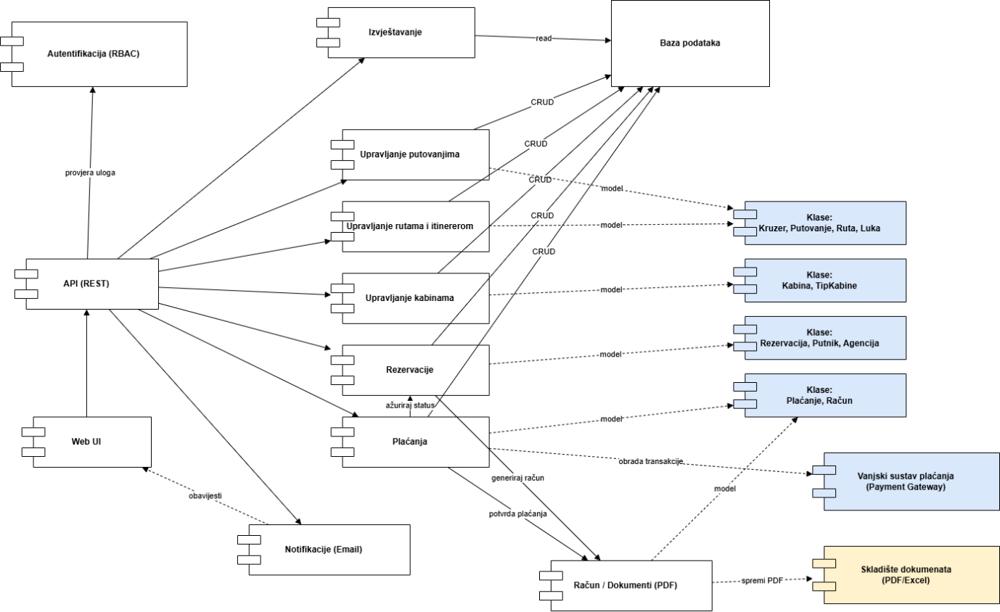 Izvještavanje
Baza podataka
read
Autentifikacija (RBAC)
CRUD
Upravljanje putovanjima
CRUD
provjera uloga
CRUD
model
Upravljanje rutama i itinererom
CRUD
model
Klase:
Kruzer, Putovanje, Ruta, Luka
CRUD
API (REST)
Upravljanje kabinama
model
Klase:
Kabina, TipKabine
Rezervacije
model
Klase:
Rezervacija, Putnik, Agencija
ažuriraj status
Klase:
Plaćanje, Račun
Web UI
Plaćanja
model
obrada transakcije
generiraj račun
Vanjski sustav plaćanja
(Payment Gateway)
obavijesti
model
potvrda plaćanja
Notifikacije (Email)
Račun / Dokumenti (PDF)
spremi PDF
Skladište dokumenata
(PDF/Excel)